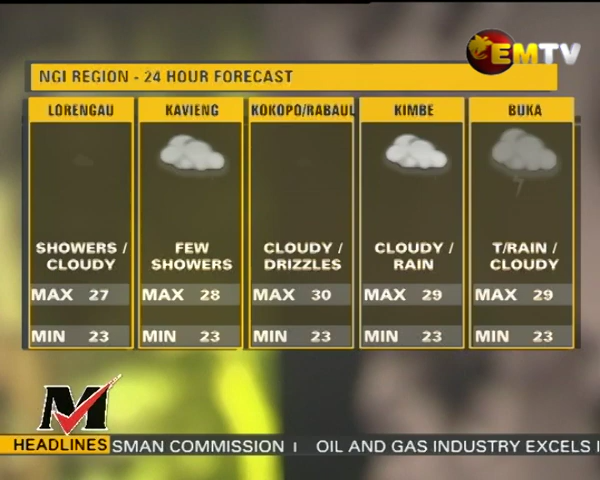 EMTV
NGI REGION - 24 HOUR FORECAST
LORENGAU
SHOWERS /
CLOUDY
MAX 27
MIN 23
KAVIENG
FEW
SHOWERS
MAX 28
MIN 23
KOKOPO/RABAUL
CLOUDY /
DRIZZLES
MAX 30
MIN 23
KIMBE
CLOUDY /
RAIN
MAX 29
MIN 23
BUKA
T/RAIN /
CLOUDY
MAX 29
MIN 23
M
HEADLINES SMAN COMMISSION | OIL AND GAS INDUSTRY EXCELS I